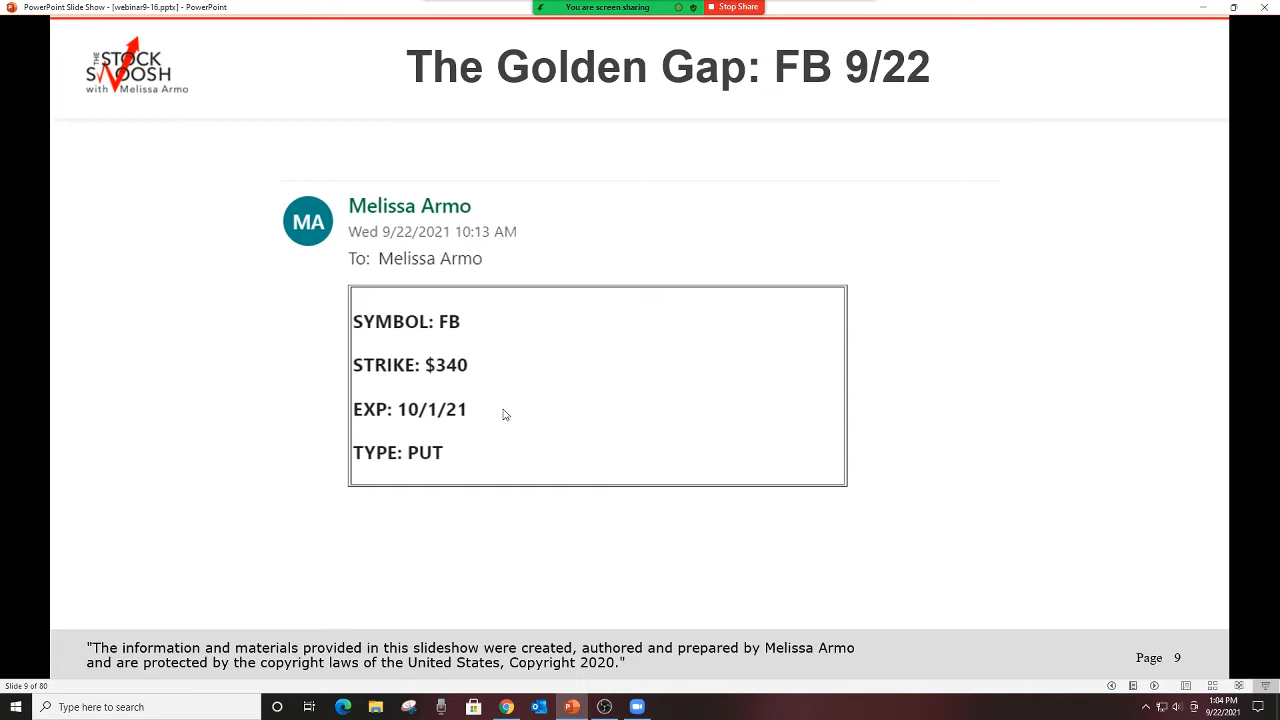 PowerPoint Slide Show - [webinar9-16.pptx] - PowerPoint
You are screen sharing
Stop Share
THE
STOCK
SWOOSH
with Melissa Armo
The Golden Gap: FB 9/22
MA
Melissa Armo
Wed 9/22/2021 10:13 AM
To: Melissa Armo
SYMBOL: FB
STRIKE: $340
EXP: 10/1/21
TYPE: PUT
"The information and materials provided in this slideshow were created, authored and prepared by Melissa Armo
and are protected by the copyright laws of the United States, Copyright 2020."
Page 9
Slide 9 of 80
Type here to search
1:04 PM
9/22/2021